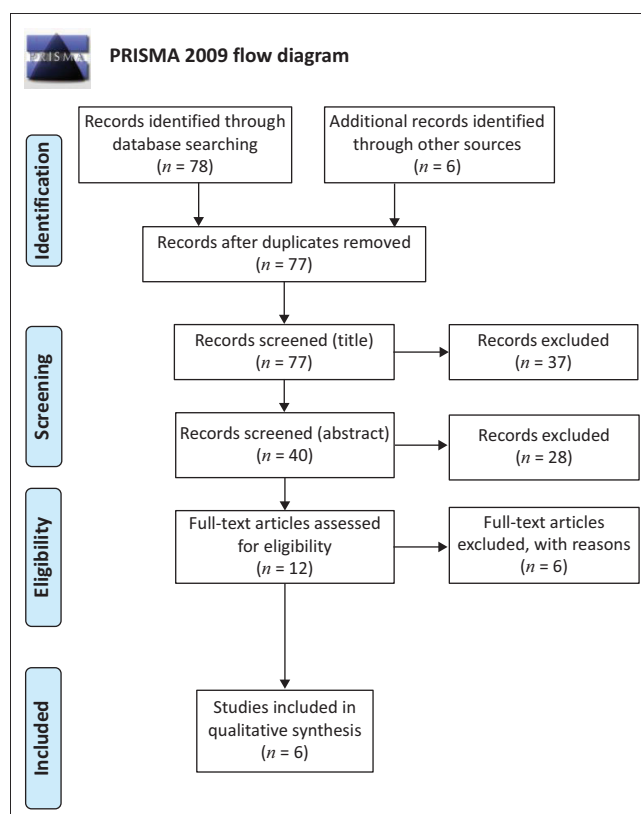 PRISMA
PRISMA 2009 flow diagram
Identification
Records identified through
database searching
(n = 78)
Additional records identified
through other sources
(n = 6)
Records after duplicates removed
(n = 77)
Screening
Records screened (title)
(n = 77)
Records excluded
(n = 37)
Records screened (abstract)
(n = 40)
Records excluded
(n = 28)
Eligibility
Full-text articles assessed
for eligibility
(n = 12)
Full-text articles
excluded, with reasons
(n = 6)
Included
Studies included in
qualitative synthesis
(n = 6)